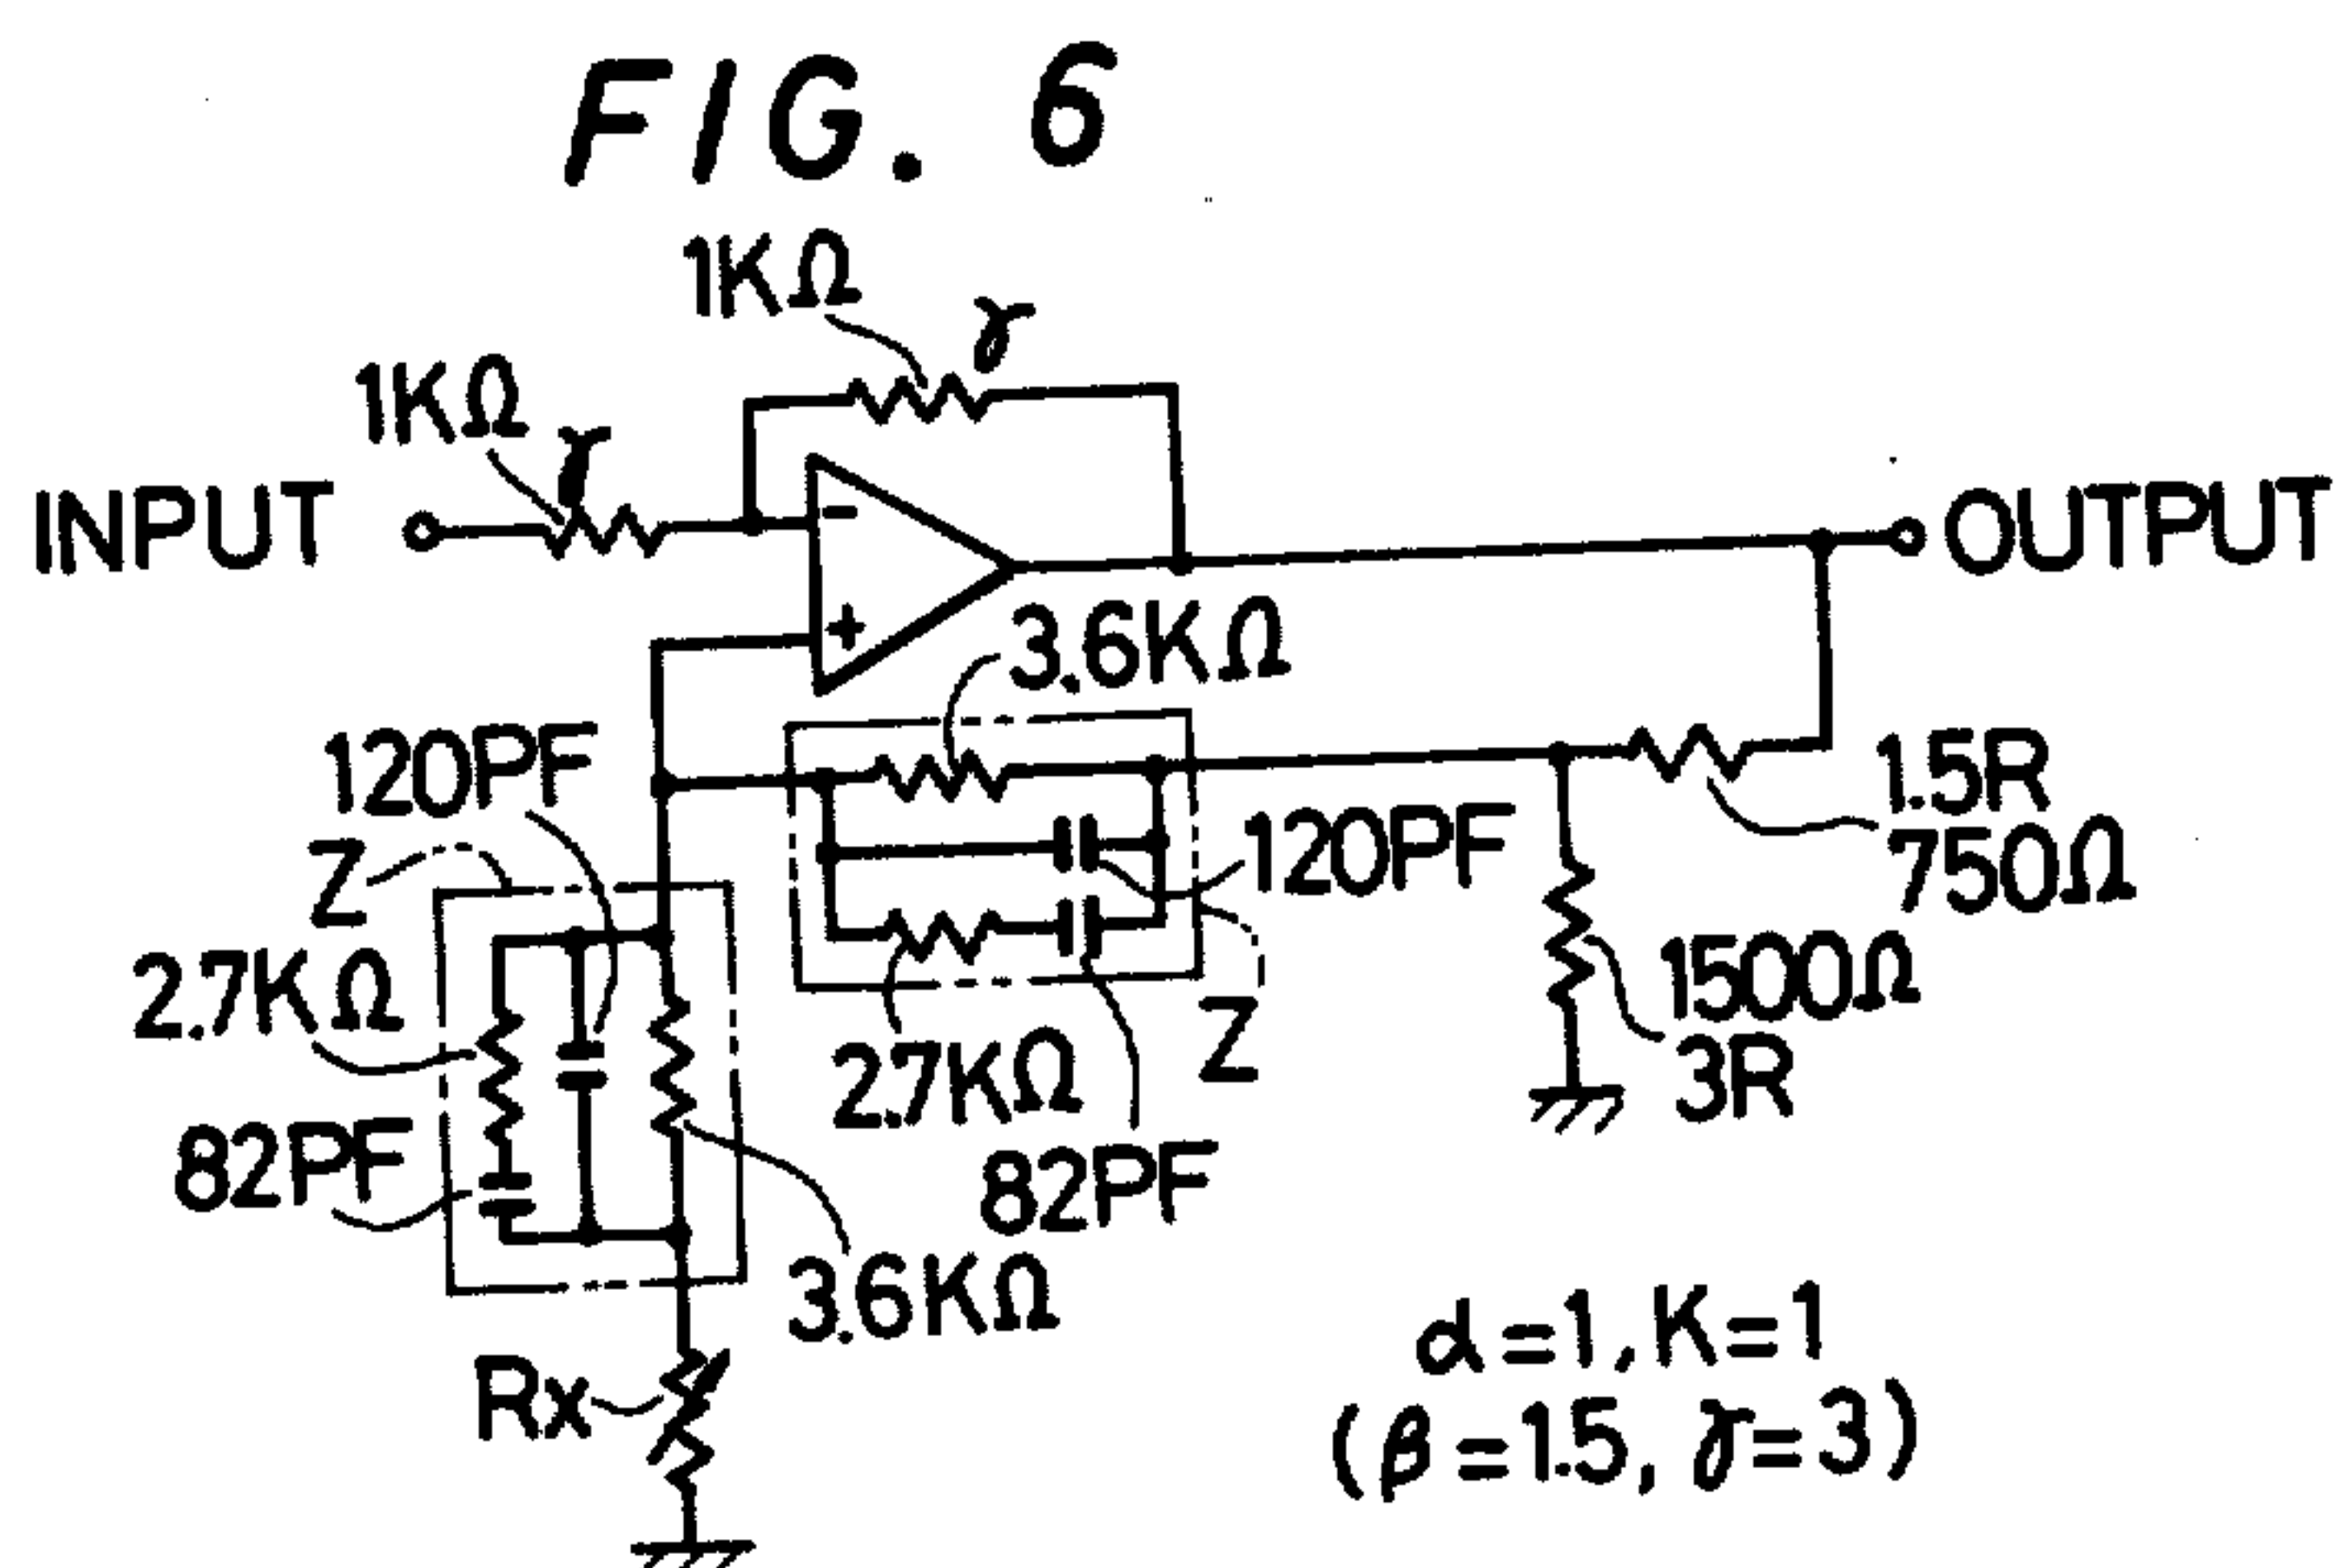 FIG. 6
1KΩ
γ
1KΩ
γ
INPUT
OUTPUT
-
+
3.6KΩ
120PF
1.5R
750Ω
120PF
Z
2.7KΩ
1500Ω
3R
Z
2.7KΩ
82PF
82PF
3.6KΩ
Rx
α=1, K=1
(β=1.5, γ=3)